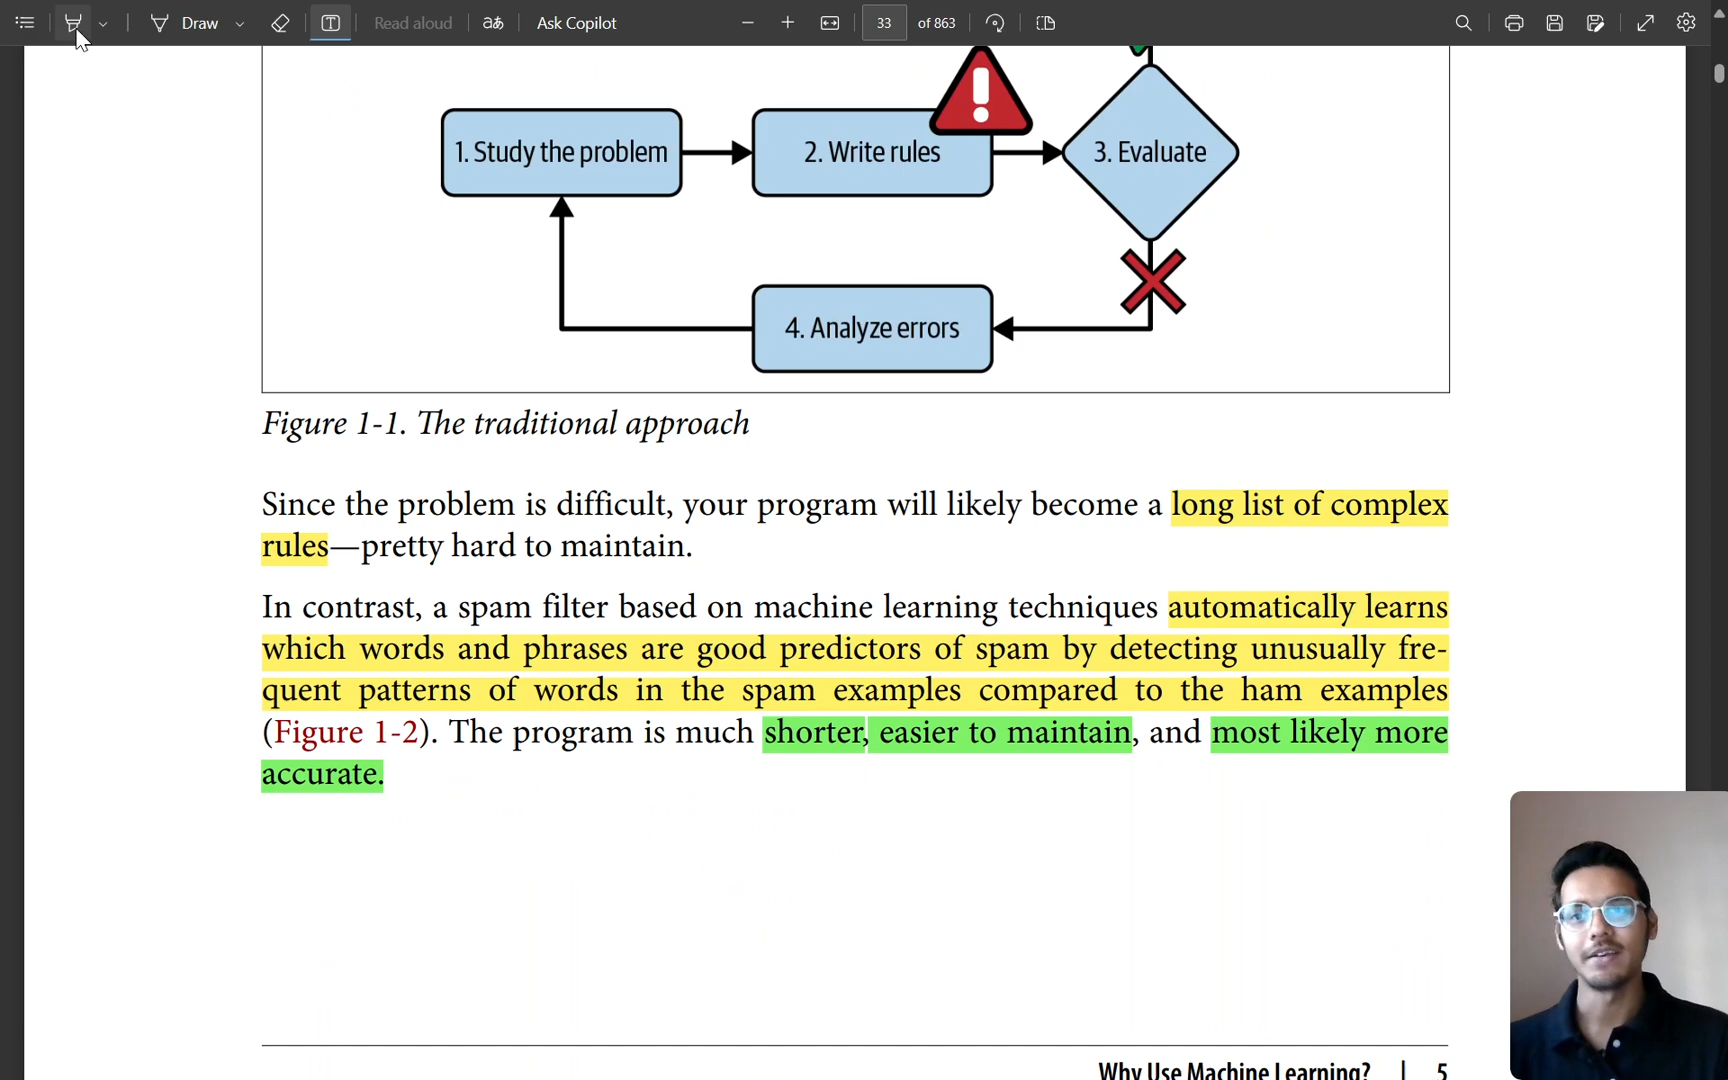 Draw
Read aloud
aあ
Ask Copilot
33
of 863
1. Study the problem
2. Write rules
3. Evaluate
4. Analyze errors
Figure 1-1. The traditional approach
Since the problem is difficult, your program will likely become a long list of complex
rules—pretty hard to maintain.
In contrast, a spam filter based on machine learning techniques automatically learns
which words and phrases are good predictors of spam by detecting unusually fre-
quent patterns of words in the spam examples compared to the ham examples
(Figure 1-2). The program is much shorter, easier to maintain, and most likely more
accurate.
Why Use Machine Learning? | 5